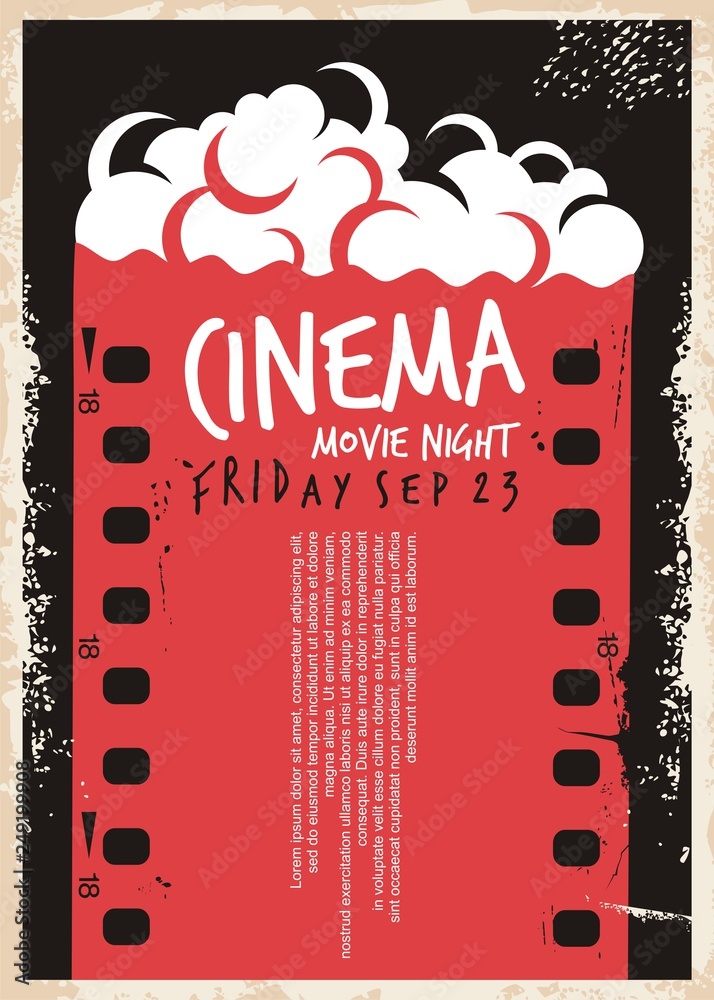 CINEMA
MOVIE NIGHT
FRIDAY SEP 23
18
18
18
18
Lorem ipsum dolor sit amet, consectetur adipiscing elit,
sed do eiusmod tempor incididunt ut labore et dolore
magna aliqua. Ut enim ad minim veniam,
nostrud exercitation ullamco laboris nisi ut aliquip ex ea commodo
consequat. Duis aute irure dolor in reprehenderit
in voluptate velit esse cillum dolore eu fugiat nulla pariatur.
sint occaecat cupidatat non proident, sunt in culpa qui officia
deserunt mollit anim id est laborum.
Adobe Stock
249199908